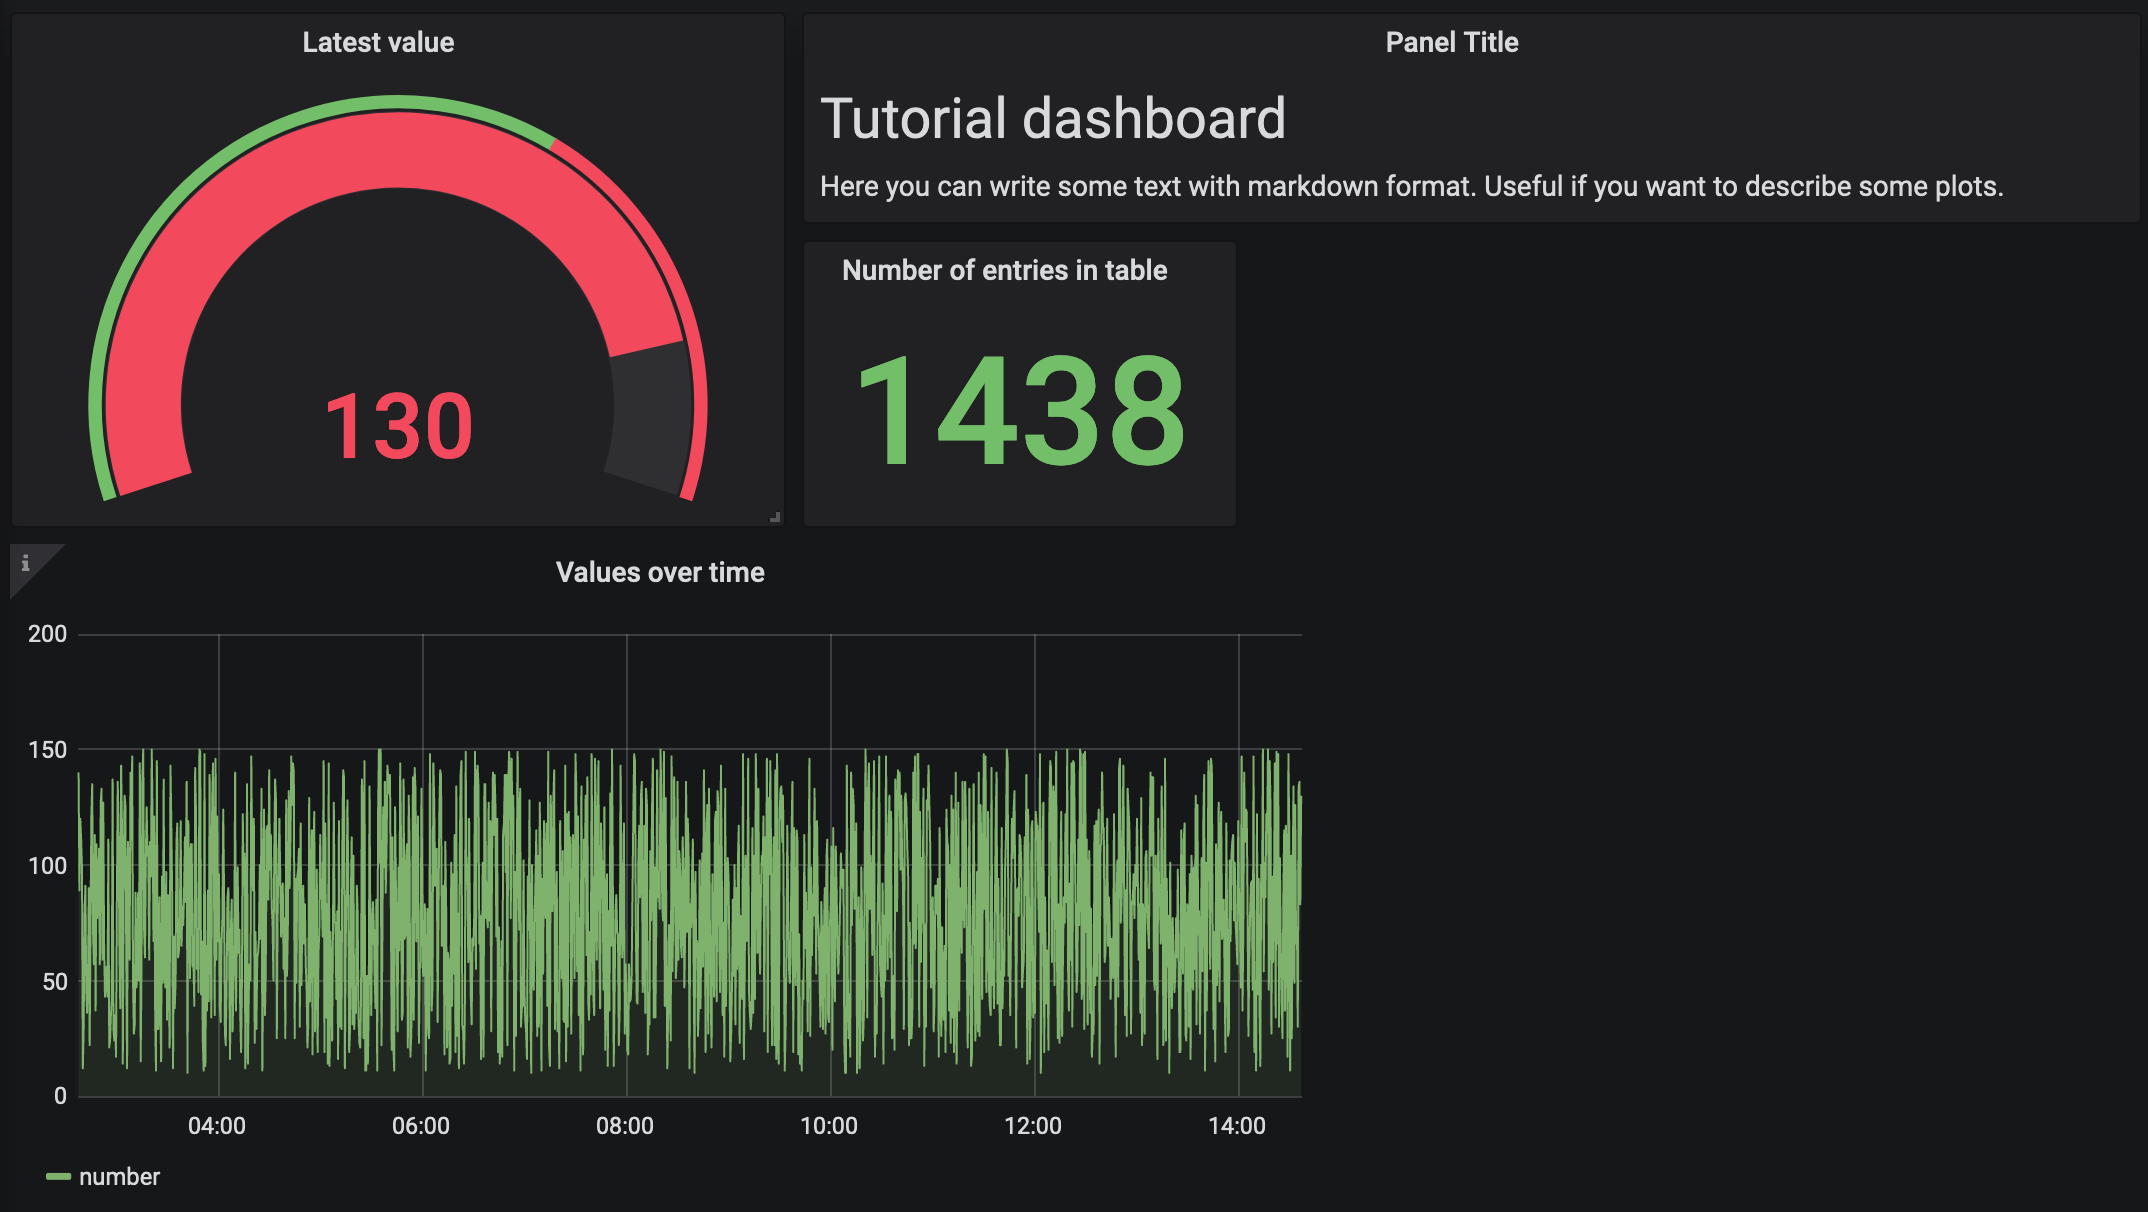 Latest value
130
Panel Title
Tutorial dashboard
Here you can write some text with markdown format. Useful if you want to describe some plots.
Number of entries in table
1438
i
Values over time
200
150
100
50
0
04:00 06:00 08:00 10:00 12:00 14:00
number